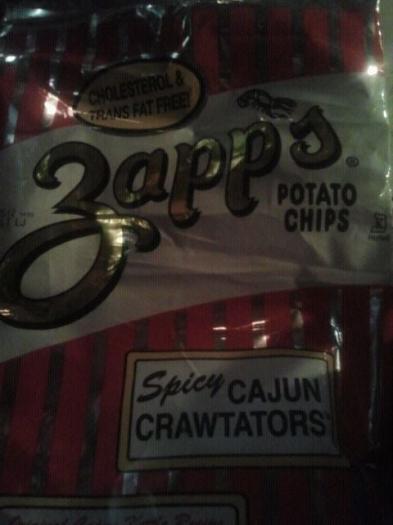 CHOLESTEROL &
TRANS FAT FREE!
Zapp's®
POTATO
CHIPS
Spicy CAJUN
CRAWTATORS